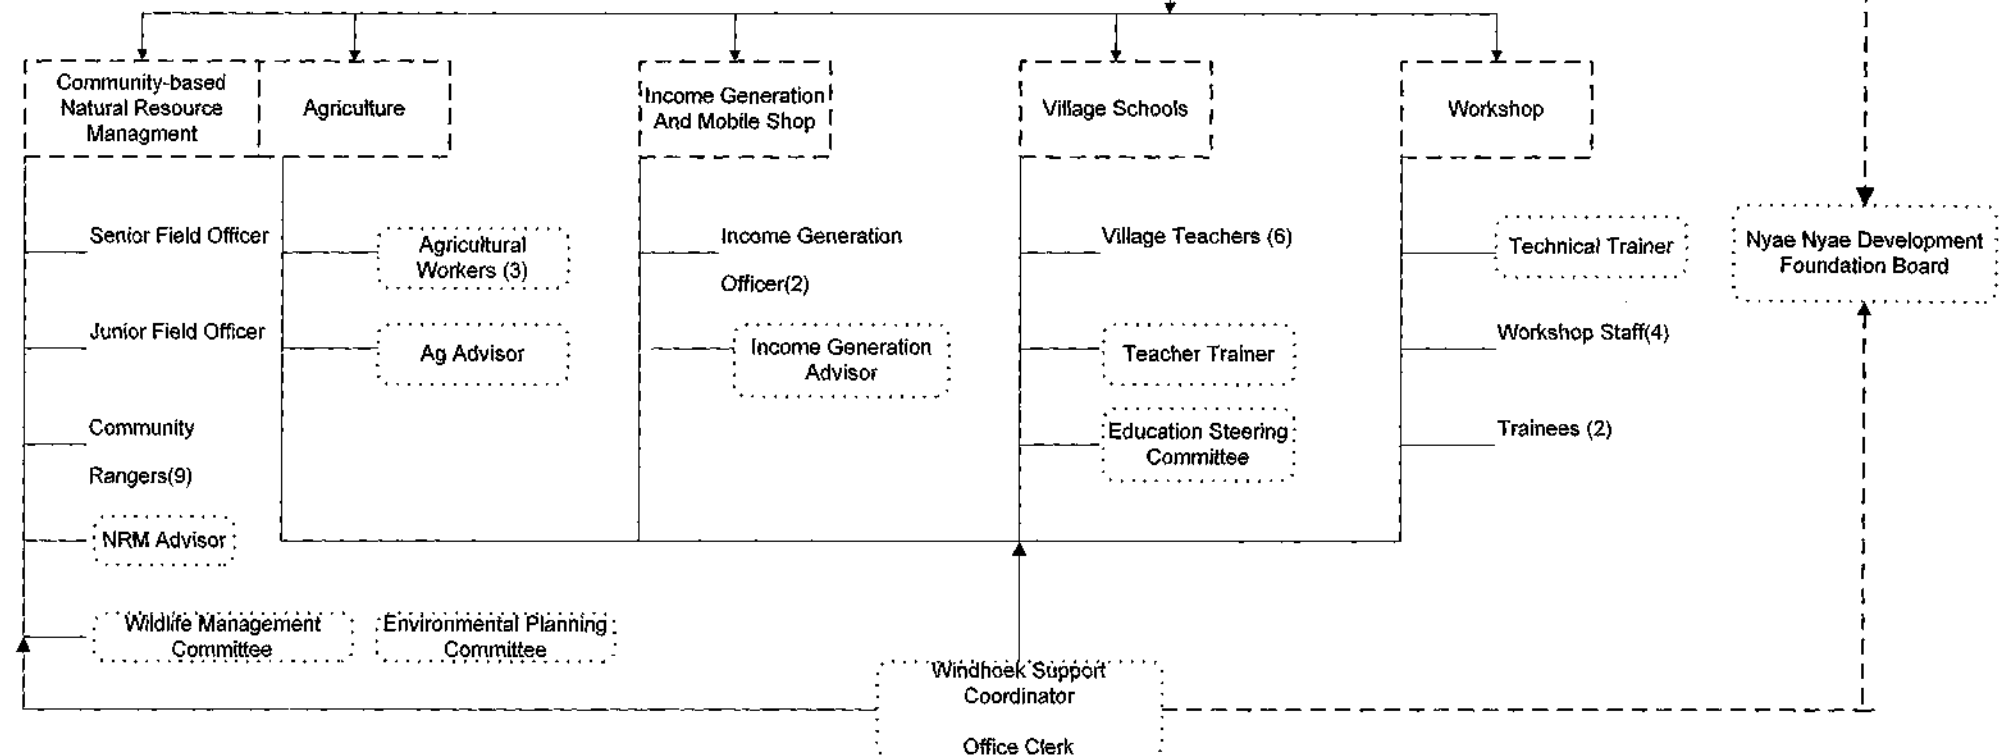 Community-based
Natural Resource
Managment
Agriculture
Income Generation
And Mobile Shop
Village Schools
Workshop
Senior Field Officer
Junior Field Officer
Community
Rangers(9)
NRM Advisor
Wildlife Management
Committee
Environmental Planning
Committee
Agricultural
Workers (3)
Ag Advisor
Income Generation
Officer(2)
Income Generation
Advisor
Village Teachers (6)
Teacher Trainer
Education Steering
Committee
Technical Trainer
Workshop Staff(4)
Trainees (2)
Nyae Nyae Development
Foundation Board
Windhoek Support
Coordinator
Office Clerk